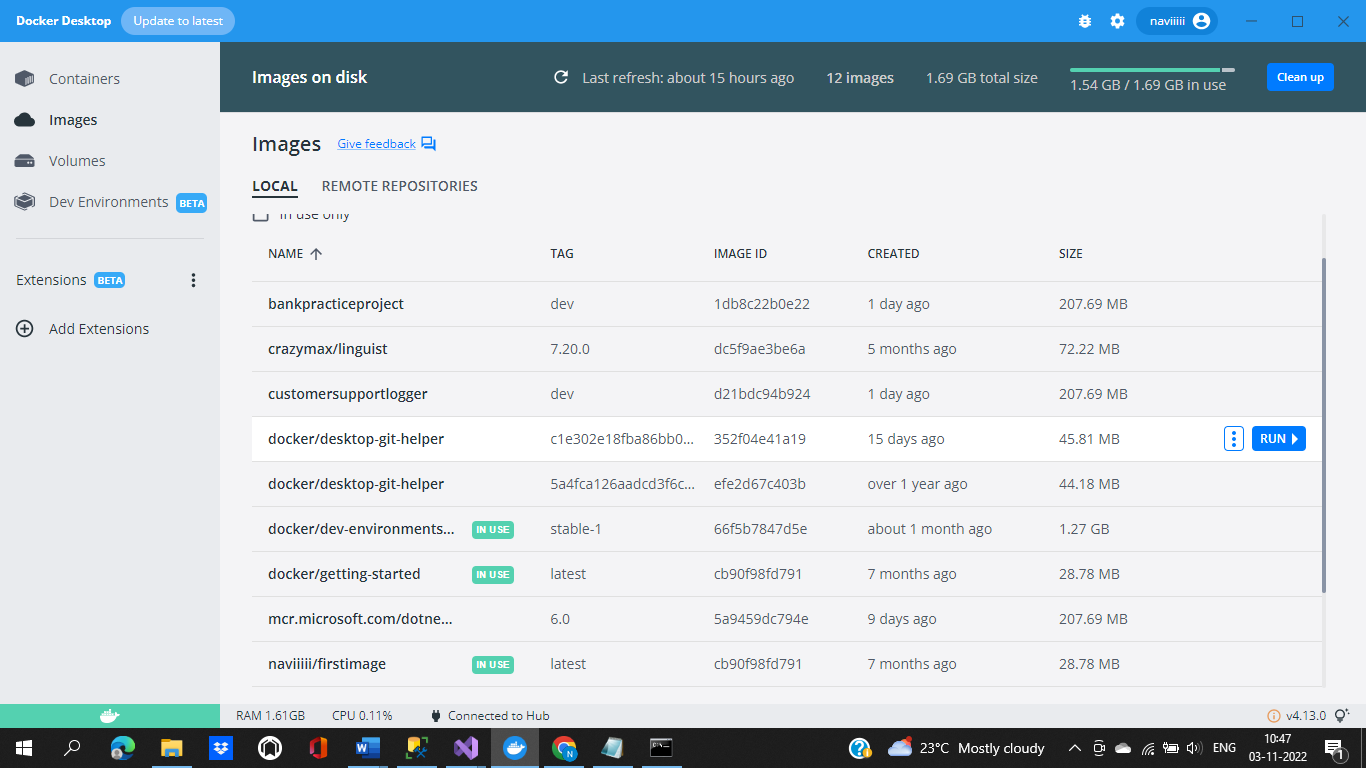 Docker Desktop Update to latest naviiiii
Containers
Images
Volumes
Dev Environments BETA
Extensions BETA
Add Extensions
Images on disk Last refresh: about 15 hours ago 12 images 1.69 GB total size 1.54 GB / 1.69 GB in use Clean up
Images Give feedback
LOCAL REMOTE REPOSITORIES
In use only
NAME TAG IMAGE ID CREATED SIZE
bankpracticeproject dev 1db8c22b0e22 1 day ago 207.69 MB
crazymax/linguist 7.20.0 dc5f9ae3be6a 5 months ago 72.22 MB
customersupportlogger dev d21bdc94b924 1 day ago 207.69 MB
docker/desktop-git-helper c1e302e18fba86bb0... 352f04e41a19 15 days ago 45.81 MB RUN
docker/desktop-git-helper 5a4fca126aadcd3f6c... efe2d67c403b over 1 year ago 44.18 MB
docker/dev-environments... IN USE stable-1 66f5b7847d5e about 1 month ago 1.27 GB
docker/getting-started IN USE latest cb90f98fd791 7 months ago 28.78 MB
mcr.microsoft.com/dotne... 6.0 5a9459dc794e 9 days ago 207.69 MB
naviiiii/firstimage IN USE latest cb90f98fd791 7 months ago 28.78 MB
RAM 1.61GB CPU 0.11% Connected to Hub v4.13.0
23°C Mostly cloudy ENG 10:47
03-11-2022 1